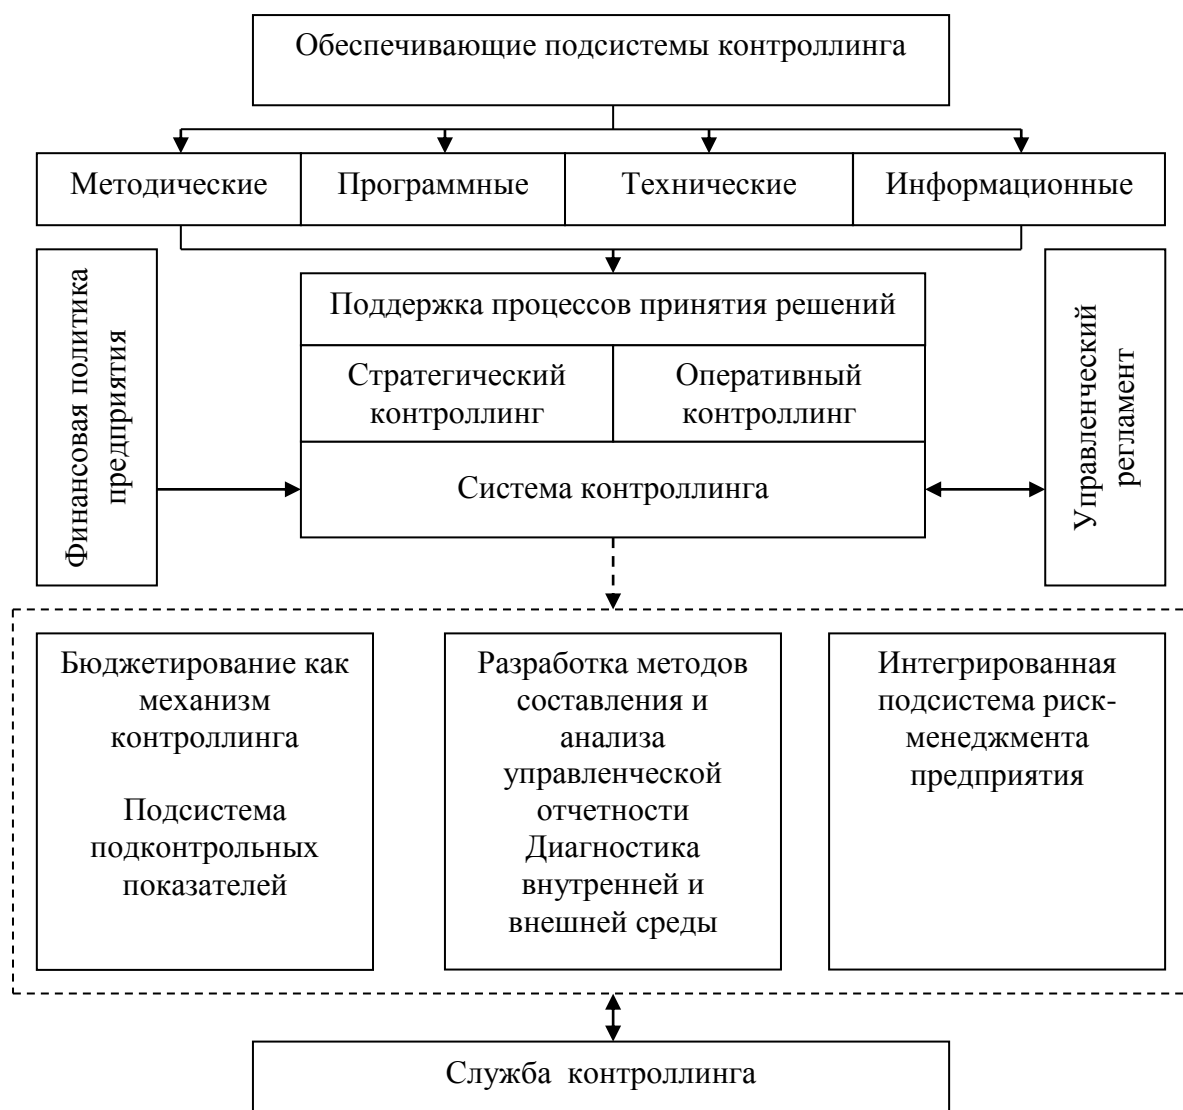 Обеспечивающие подсистемы контроллинга
Методические
Программные
Технические
Информационные
Финансовая политика
предприятия
Поддержка процессов принятия решений
Стратегический
контроллинг
Оперативный
контроллинг
Система контроллинга
Управленческий
регламент
Бюджетирование как
механизм
контроллинга
Подсистема
подконтрольных
показателей
Разработка методов
составления и
анализа
управленческой
отчетности
Диагностика
внутренней и
внешней среды
Интегрированная
подсистема риск-
менеджмента
предприятия
Служба контроллинга